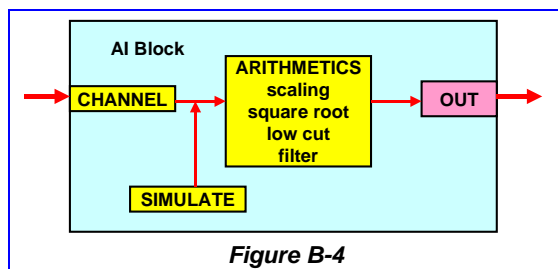 AI Block
CHANNEL
ARITHMETICS
scaling
square root
low cut
filter
OUT
SIMULATE
Figure B-4